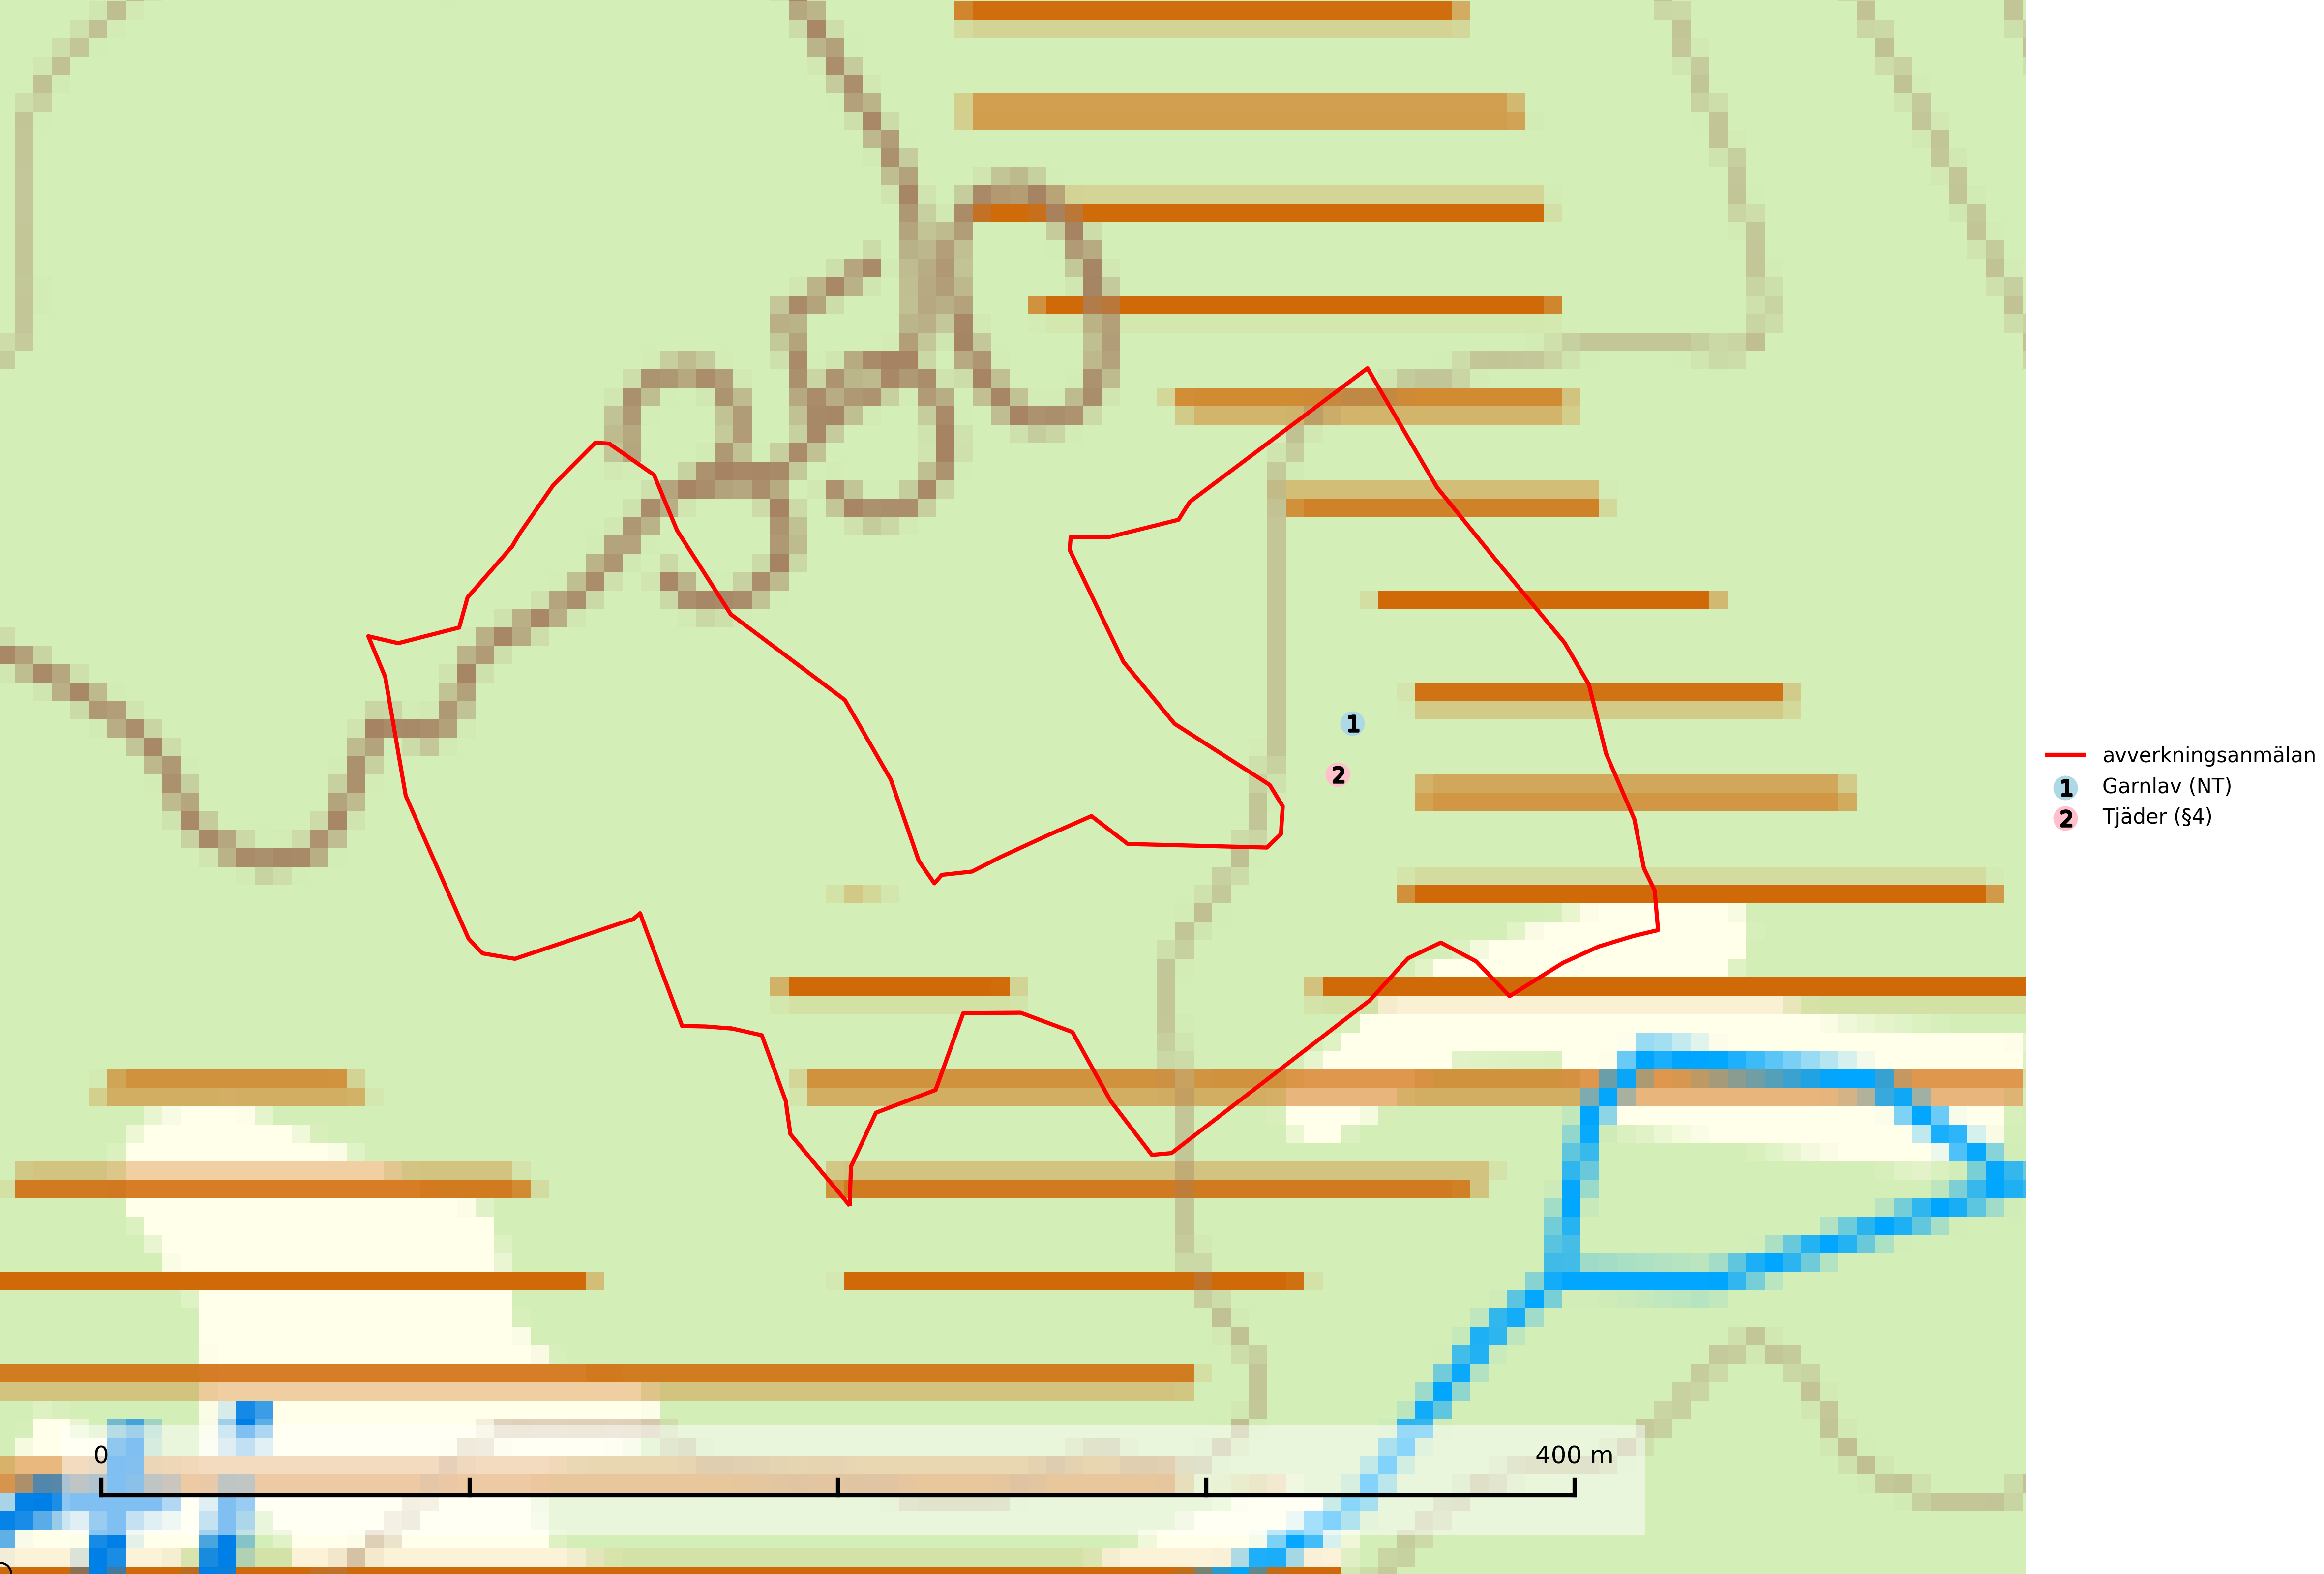 1
2
avverkningsanmälan
1 Garnlav (NT)
2 Tjäder (§4)
0 400 m